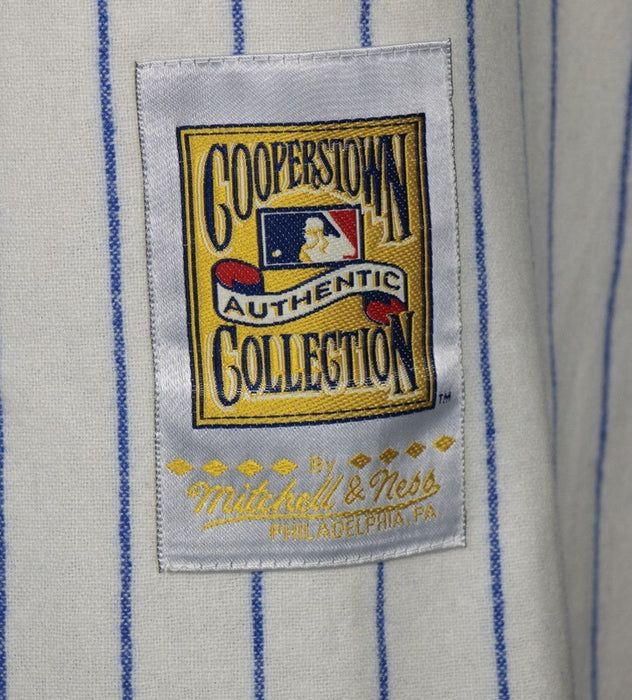 COOPERSTOWN
AUTHENTIC
COLLECTION
TM
By
Mitchell & Ness
PHILADELPHIA, PA